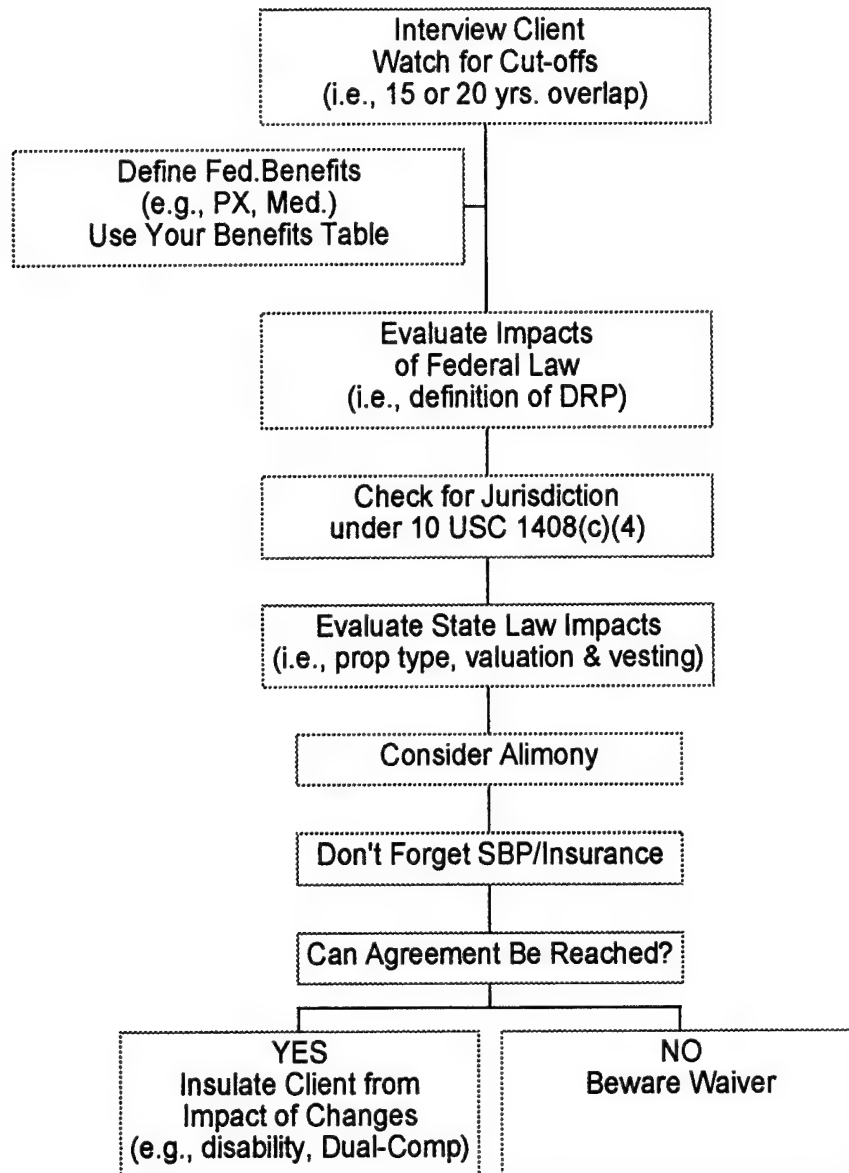 Interview Client
Watch for Cut-offs
(i.e., 15 or 20 yrs. overlap)
Define Fed.Benefits
(e.g., PX, Med.)
Use Your Benefits Table
Evaluate Impacts
of Federal Law
(i.e., definition of DRP)
Check for Jurisdiction
under 10 USC 1408(c)(4)
Evaluate State Law Impacts
(i.e., prop type, valuation & vesting)
Consider Alimony
Don't Forget SBP/Insurance
Can Agreement Be Reached?
YES
Insulate Client from
Impact of Changes
(e.g., disability, Dual-Comp)
NO
Beware Waiver